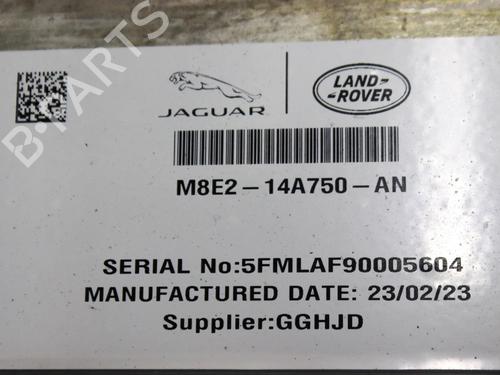 B-PARTS
JAGUAR
LAND-
ROVER
M8E2-14A750-AN
SERIAL No:5FMLAF90005604
MANUFACTURED DATE: 23/02/23
Supplier:GGHJD